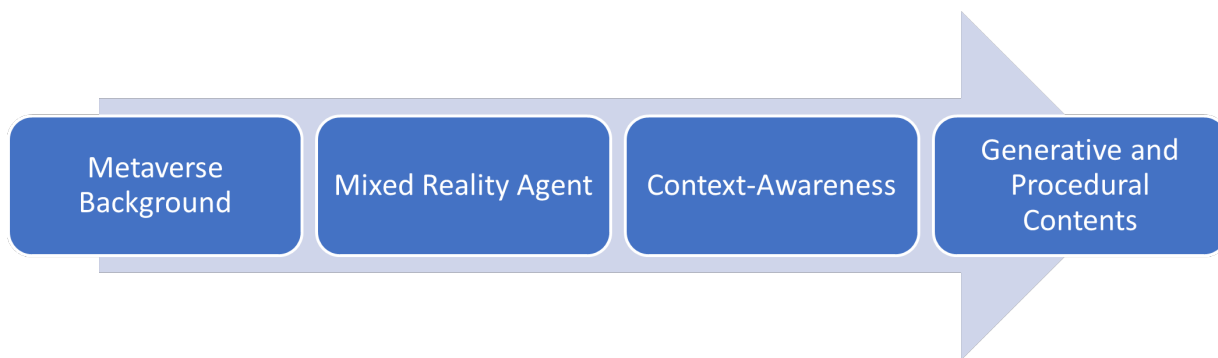 Metaverse
Background
Mixed Reality Agent
Context-Awareness
Generative and
Procedural
Contents